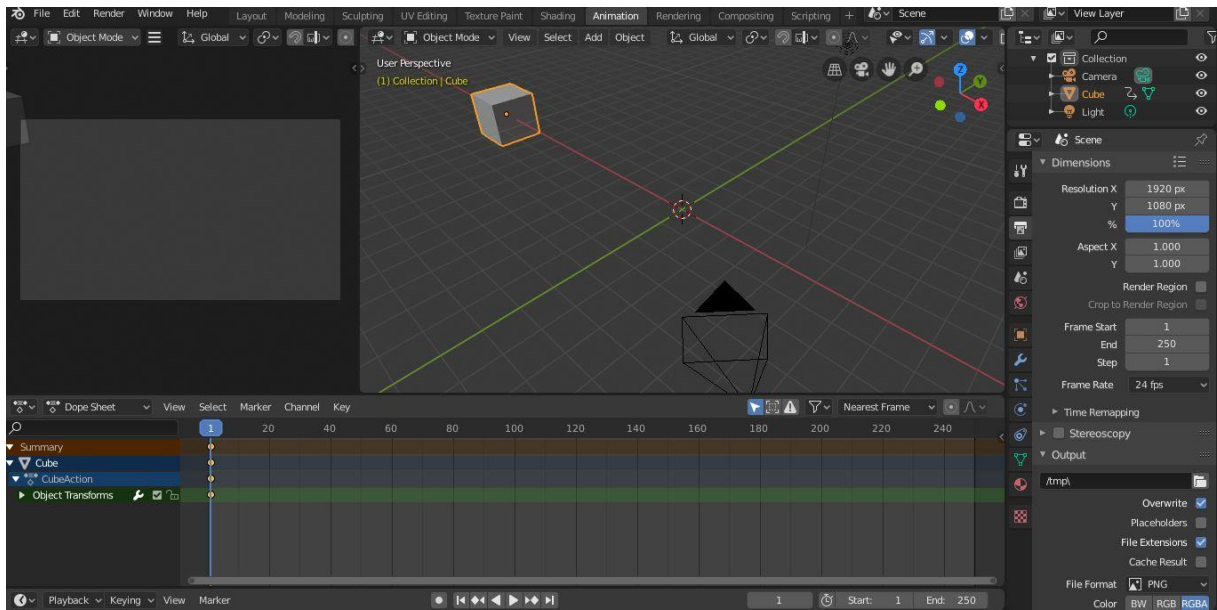 File Edit Render Window Help Layout Modeling Sculpting UV Editing Texture Paint Shading Animation Rendering Compositing Scripting + Scene View Layer
Object Mode Global
Object Mode View Select Add Object Global
User Perspective
(1) Collection | Cube
Z
Y
X
Collection
Camera
Cube
Light
Scene
Dimensions
Resolution X 1920 px
Y 1080 px
% 100%
Aspect X 1.000
Y 1.000
Render Region
Crop to Render Region
Frame Start 1
End 250
Step 1
Frame Rate 24 fps
Time Remapping
Stereoscopy
Output
/tmp\
Overwrite
Placeholders
File Extensions
Cache Result
File Format PNG
Color BW RGB RGBA
Dope Sheet View Select Marker Channel Key Nearest Frame
1 20 40 60 80 100 120 140 160 180 200 220 240
Summary
Cube
CubeAction
Object Transforms
Playback Keying View Marker 1 Start: 1 End: 250